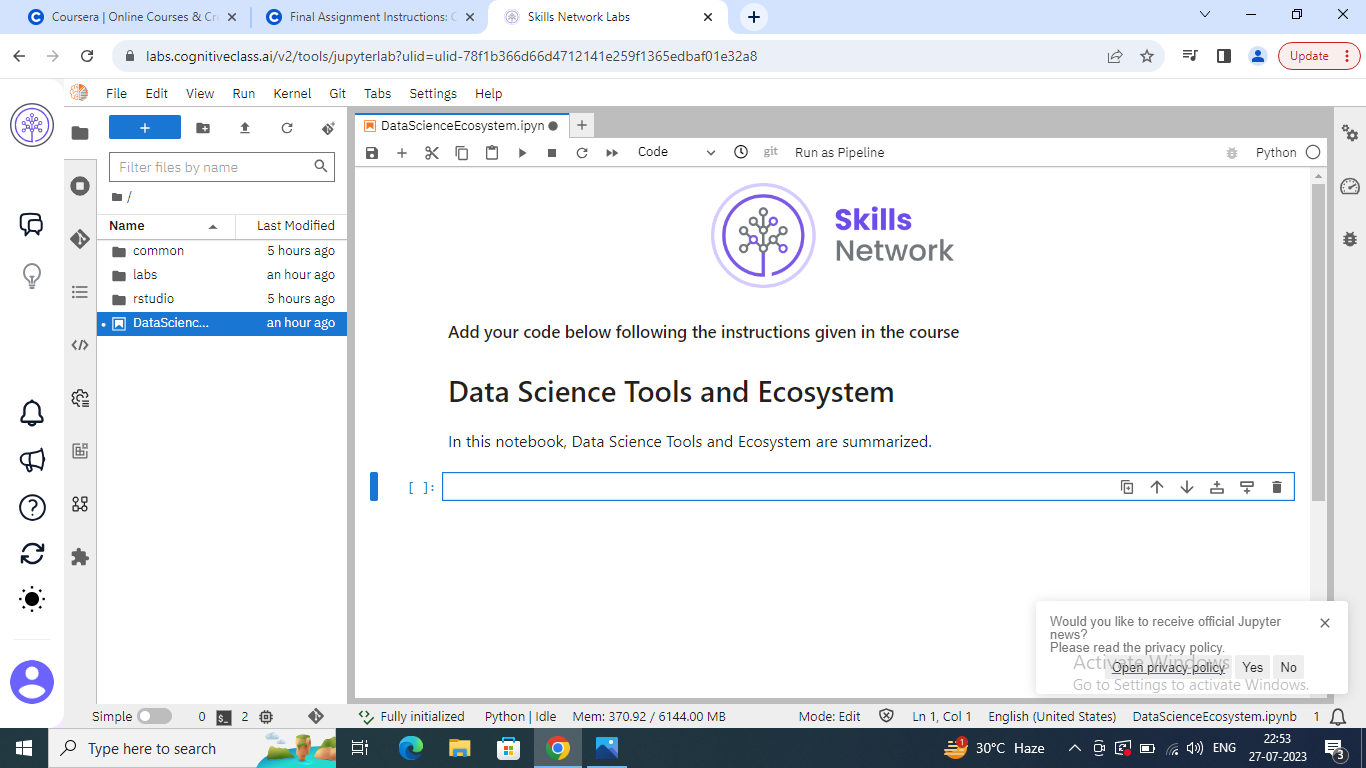 Coursera | Online Courses & Cr
Final Assignment Instructions: C
Skills Network Labs
labs.cognitiveclass.ai/v2/tools/jupyterlab?ulid=ulid-78f1b366d66d4712141e259f1365edbaf01e32a8
Update
File Edit View Run Kernel Git Tabs Settings Help
DataScienceEcosystem.ipyn
Filter files by name
Code
git
Run as Pipeline
Python
/
Name Last Modified
common 5 hours ago
labs an hour ago
rstudio 5 hours ago
DataScienc... an hour ago
Skills
Network
Add your code below following the instructions given in the course
Data Science Tools and Ecosystem
In this notebook, Data Science Tools and Ecosystem are summarized.
[ ]:
Would you like to receive official Jupyter
news?
Please read the privacy policy.
Open privacy policy Yes No
Activate Windows
Go to Settings to activate Windows.
Simple 0 $_ 2 Fully initialized Python | Idle Mem: 370.92 / 6144.00 MB Mode: Edit Ln 1, Col 1 English (United States) DataScienceEcosystem.ipynb 1
Type here to search
1
30°C Haze
ENG
22:53
27-07-2023
3